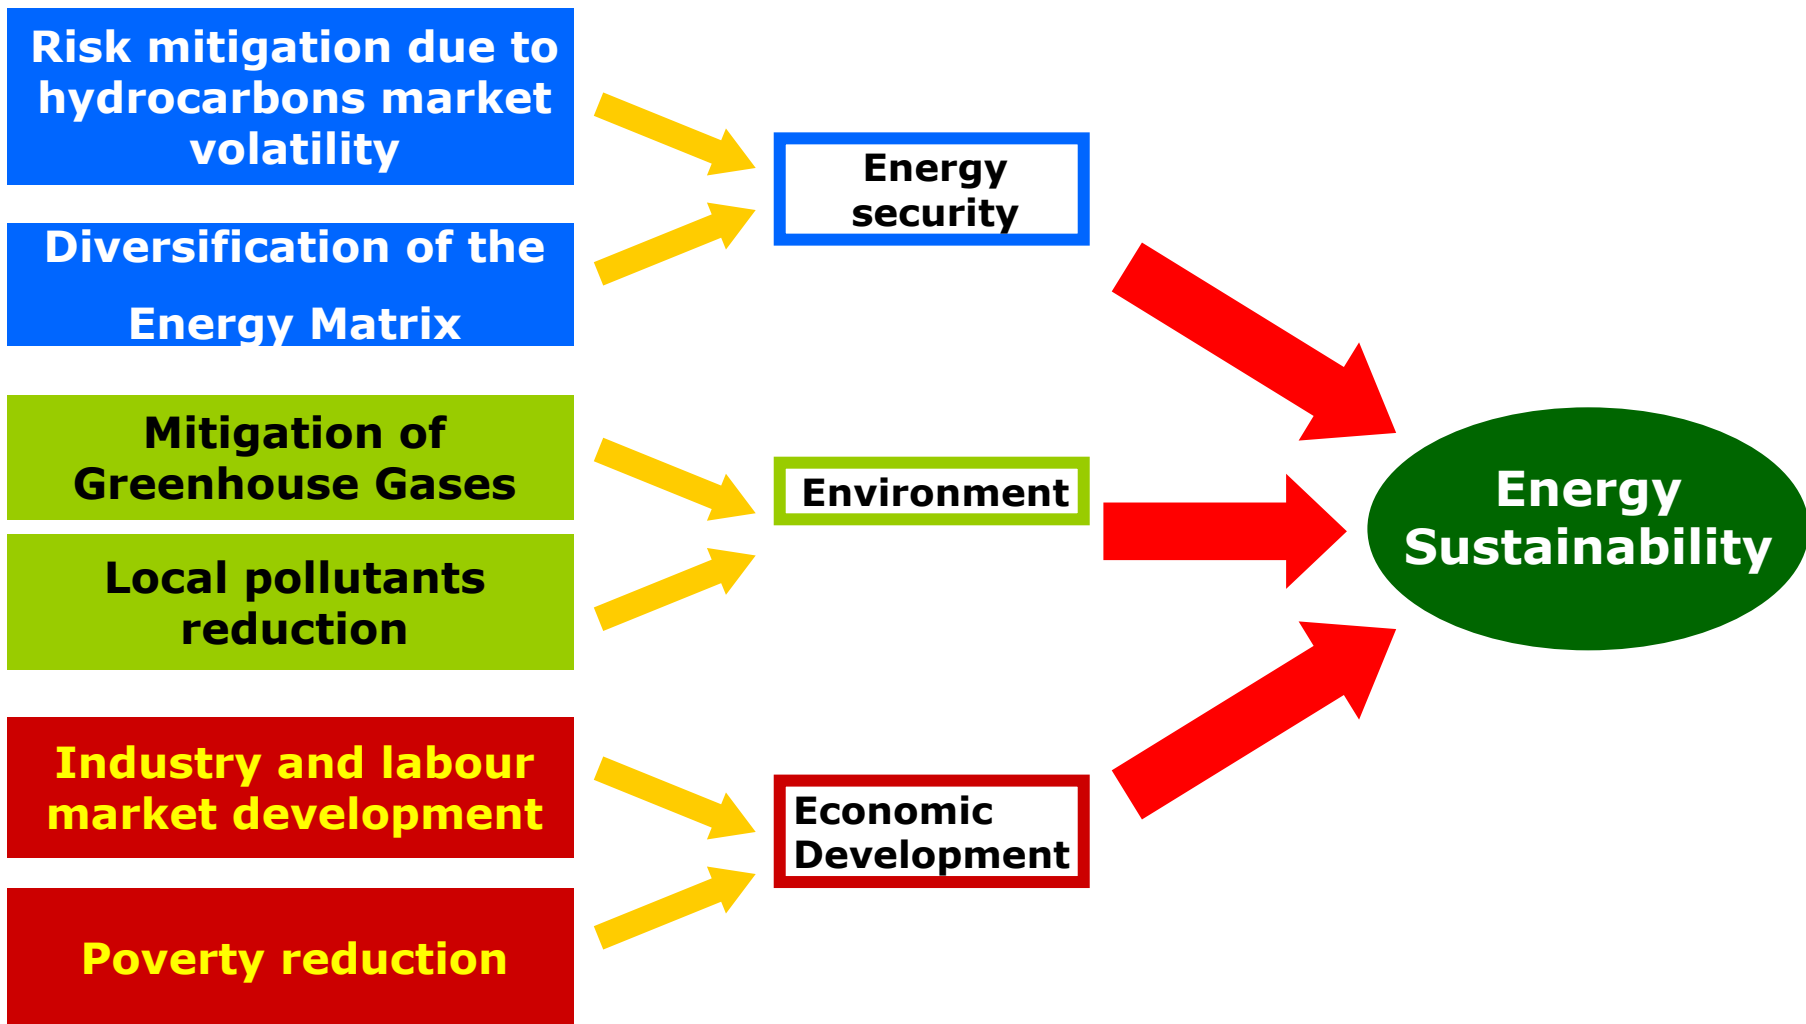 Risk mitigation due to
hydrocarbons market
volatility
Diversification of the
Energy Matrix
Mitigation of
Greenhouse Gases
Local pollutants
reduction
Industry and labour
market development
Poverty reduction
Energy
security
Environment
Economic
Development
Energy
Sustainability